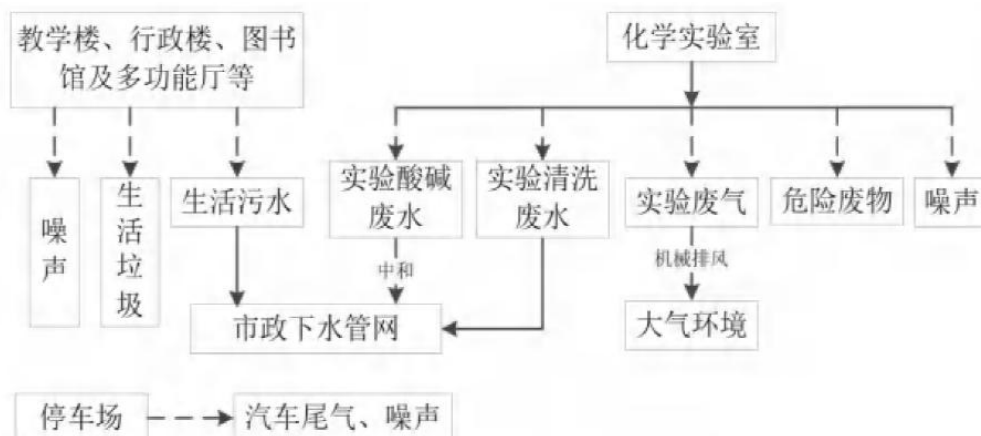 教学楼、行政楼、图书
馆及多功能厅等
化学实验室
噪声
生活垃圾
生活污水
实验酸碱
废水
实验清洗
废水
实验废气
危险废物
噪声
中和
机械排风
市政下水管网
大气环境
停车场
汽车尾气、噪声